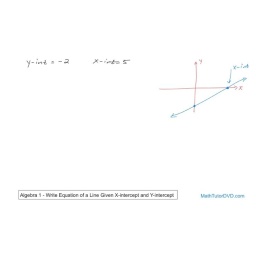 y-int = -2    x-int = 5
y
x-int
x
Algebra 1 - Write Equation of a Line Given X-intercept and Y-intercept
MathTutorDVD.com